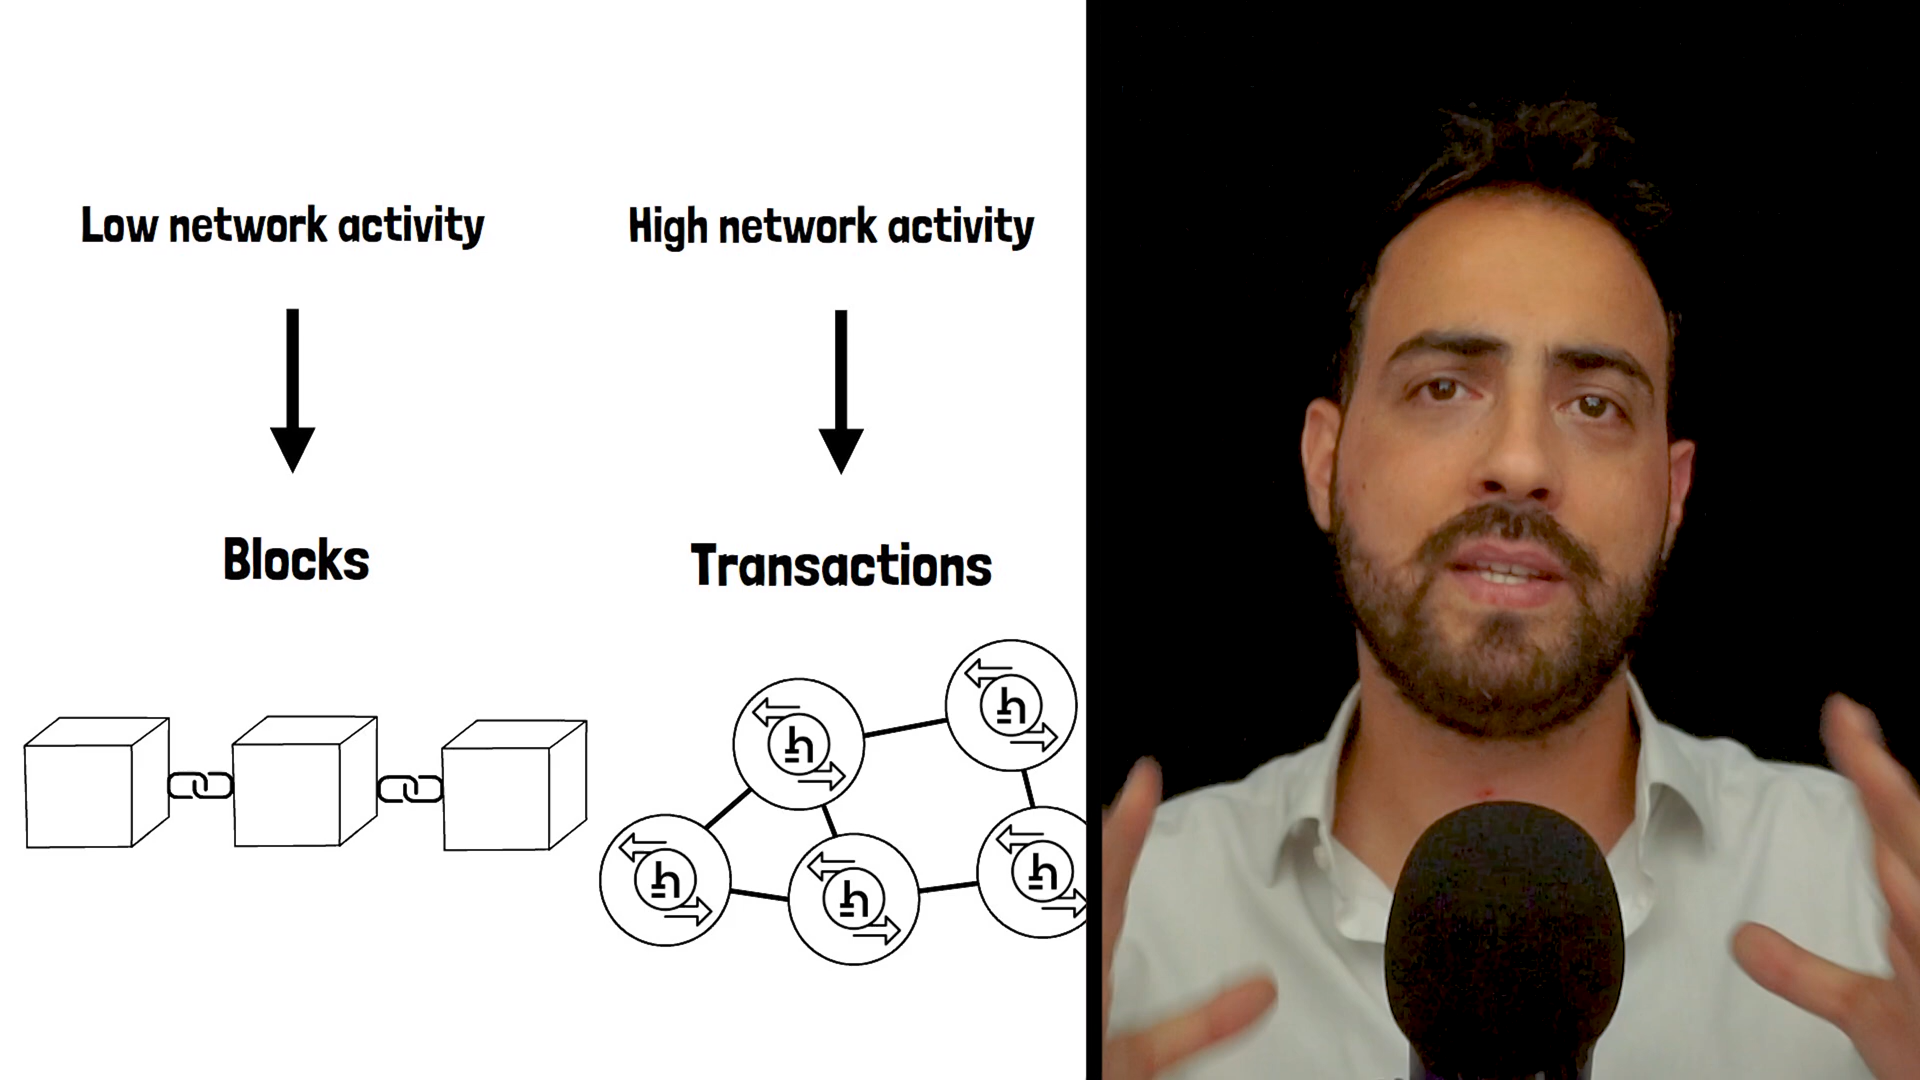 Low network activity
High network activity
Blocks
Transactions